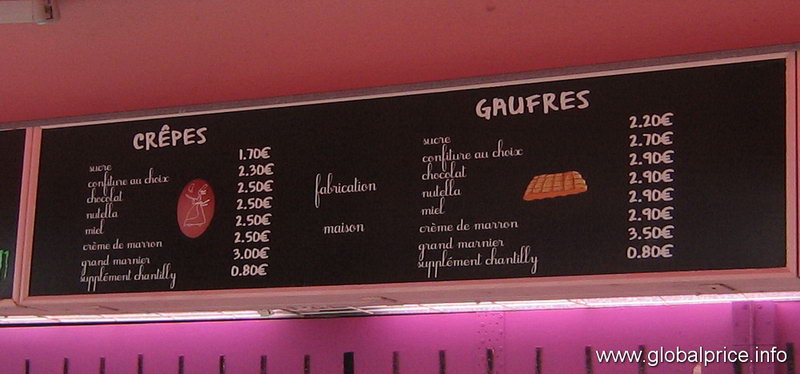 CRÊPES
sucre 1.70€
confiture au choix 2.30€
chocolat 2.50€
nutella 2.50€
miel 2.50€
crème de marron 2.50€
grand marnier 3.00€
supplément chantilly 0.80€
fabrication
maison
GAUFRES
sucre 2.20€
confiture au choix 2.70€
chocolat 2.90€
nutella 2.90€
miel 2.90€
crème de marron 2.90€
grand marnier 3.50€
supplément chantilly 0.80€
www.globalprice.info